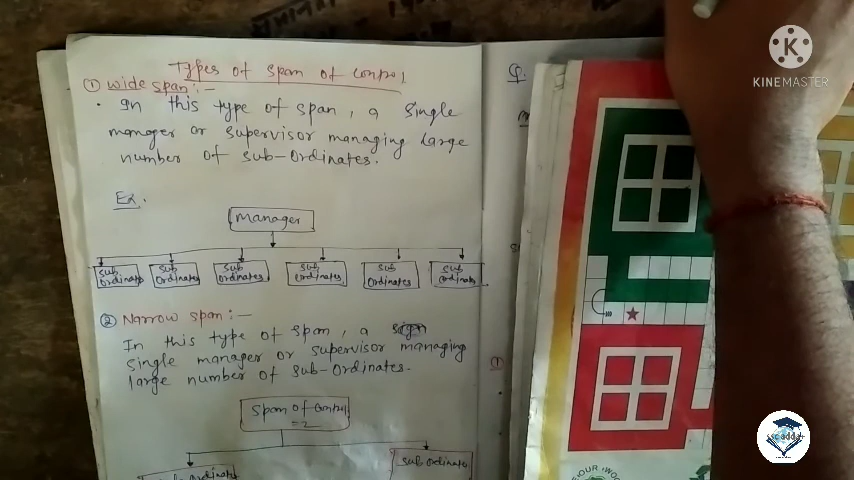 Types of Span of Control
① Wide span :-
• In this type of span, a single
manager or supervisor managing large
number of sub-Ordinates.
Ex.
Manager
Sub Ordinates
Sub Ordinates
Sub Ordinates
Sub Ordinates
Sub Ordinates
Sub Ordinates
② Narrow span :-
In this type of span, a
single manager or supervisor managing
large number of sub-Ordinates.
Span of Control
=2
Sub Ordinates
Q.
KINEMASTER